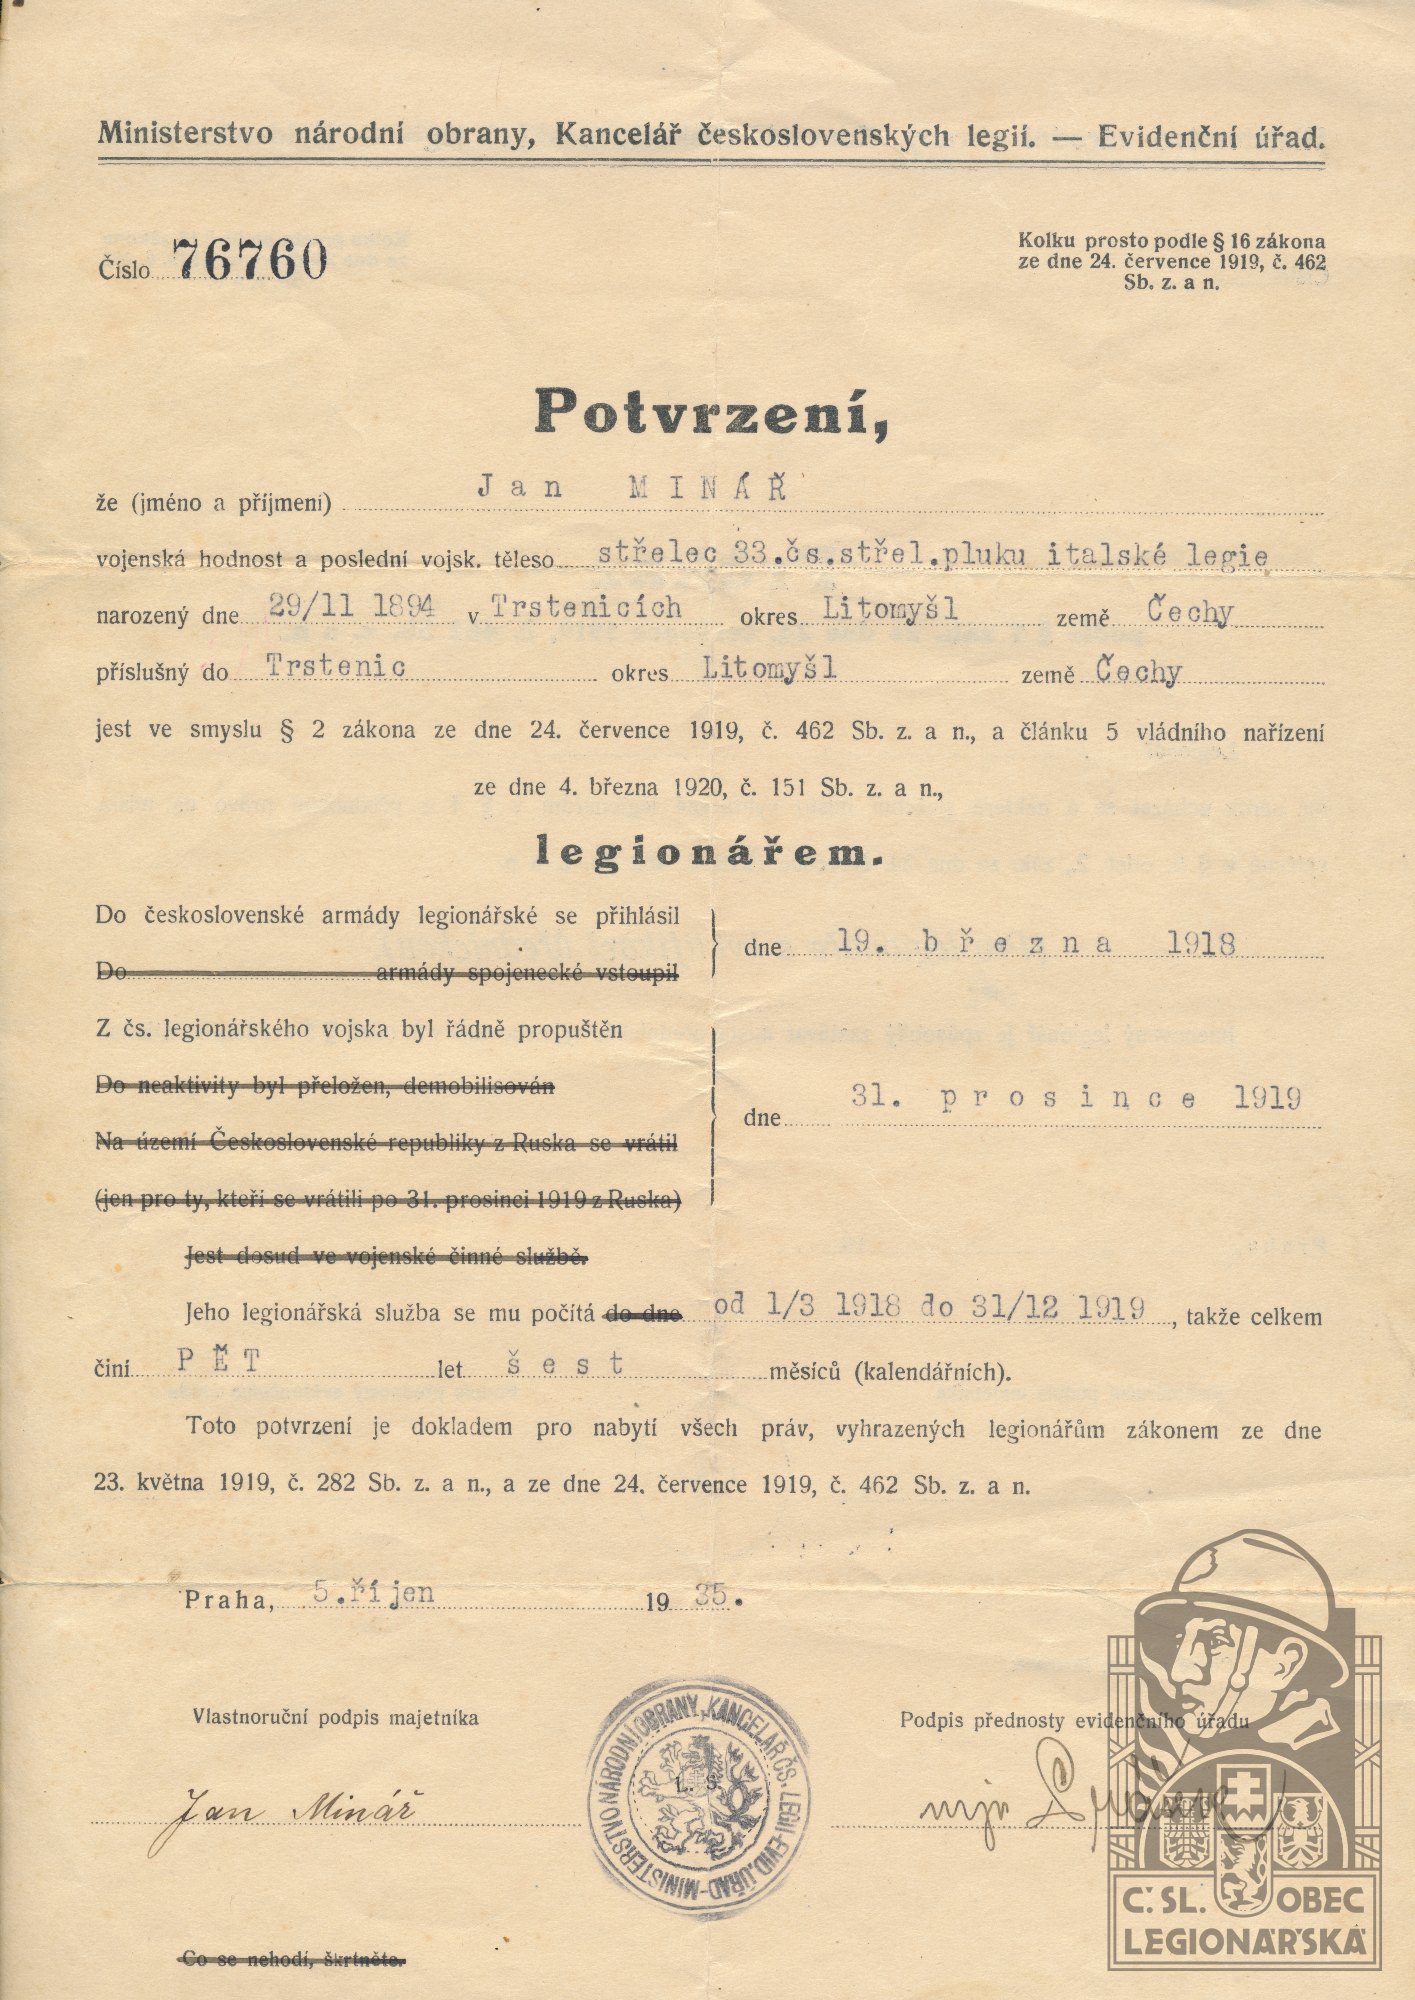 Ministerstvo národní obrany, Kancelář československých legií. — Evidenční úřad.
Číslo 76760
Kolku prosto podle § 16 zákona
ze dne 24. července 1919, č. 462
Sb. z. a n.
Potvrzení,
že (jméno a příjmení) Jan MINÁŘ
vojenská hodnost a poslední vojsk. těleso střelec 33.čs.střel.pluku italské legie
narozený dne 29/11 1894 v Trstenicích okres Litomyšl země Čechy
příslušný do Trstenic okres Litomyšl země Čechy
jest ve smyslu § 2 zákona ze dne 24. července 1919, č. 462 Sb. z. a n., a článku 5 vládního nařízení
ze dne 4. března 1920, č. 151 Sb. z. a n.,
legionářem.
Do československé armády legionářské se přihlásil
Do armády spojenecké vstoupil
dne 19. března 1918
Z čs. legionářského vojska byl řádně propuštěn
Do neaktivity byl přeložen, demobilisován
Na území Československé republiky z Ruska se vrátil
(jen pro ty, kteří se vrátili po 31. prosinci 1919 z Ruska)
dne 31. prosince 1919
Jest dosud ve vojenské činné službě.
Jeho legionářská služba se mu počítá do dne od 1/3 1918 do 31/12 1919, takže celkem
činí PĚT let šest měsíců (kalendářních).
Toto potvrzení je dokladem pro nabytí všech práv, vyhrazených legionářům zákonem ze dne
23. května 1919, č. 282 Sb. z. a n., a ze dne 24. července 1919, č. 462 Sb. z. a n.
Praha, 5.říjen 1935.
Vlastnoruční podpis majetníka
Podpis přednosty evidenčního úřadu
Jan Minář
MINISTERSTVO NÁRODNÍ OBRANY, KANCELÁŘ ČS. LEGIÍ-EVID. ÚŘAD-
L. S.
mjr
Č.SL. OBEC
LEGIONÁŘSKÁ
Co se nehodí, škrtněte.